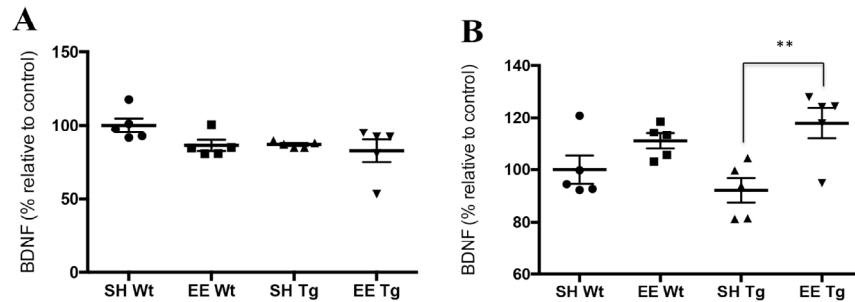 A
BDNF (% relative to control)
150
100
50
0
SH Wt EE Wt SH Tg EE Tg
B
**
BDNF (% relative to control)
140
120
100
80
60
SH Wt EE Wt SH Tg EE Tg